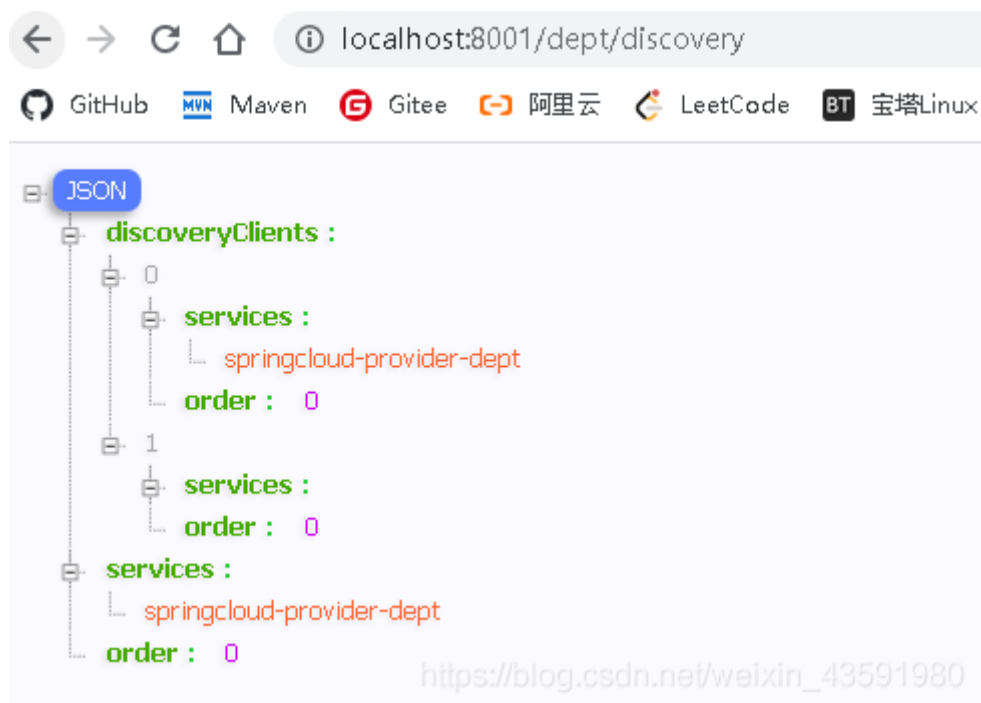 localhost:8001/dept/discovery
GitHub MVN Maven G Gitee 阿里云 LeetCode BT 宝塔Linux
JSON
discoveryClients :
0
services :
springcloud-provider-dept
order : 0
1
services :
order : 0
services :
springcloud-provider-dept
order : 0
https://blog.csdn.net/weixin_43591980